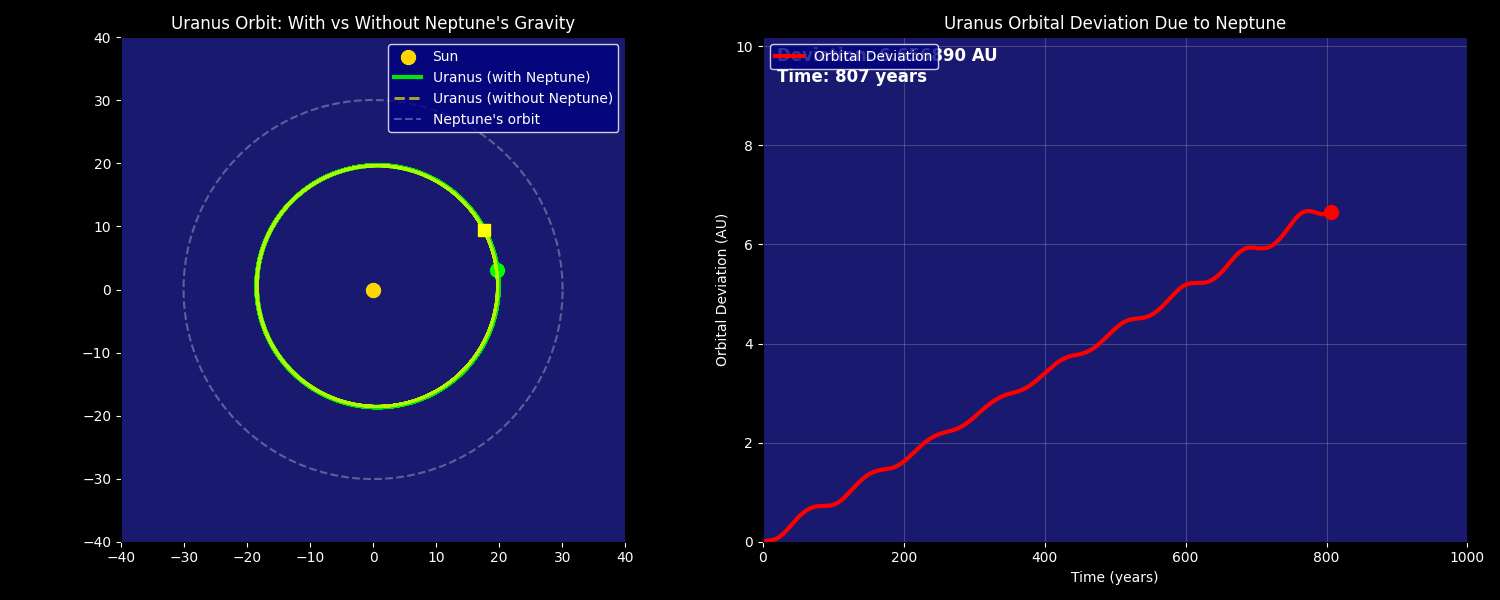 Uranus Orbit: With vs Without Neptune's Gravity
40
30
20
10
0
−10
−20
−30
−40
−40
−30
−20
−10
0
10
20
30
40
Sun
Uranus (with Neptune)
Uranus (without Neptune)
Neptune's orbit
Uranus Orbital Deviation Due to Neptune
Orbital Deviation (AU)
10
8
6
4
2
0
0
200
400
600
800
1000
Time (years)
Deviation: 890 AU
Orbital Deviation
Time: 807 years